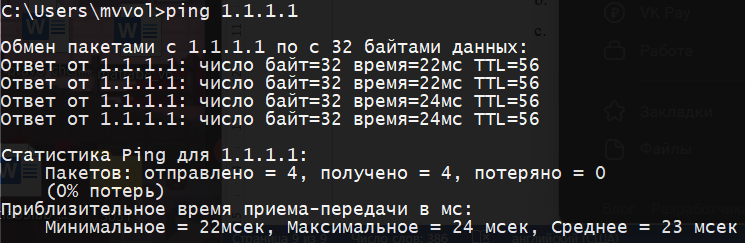 C:\Users\mvvol>ping 1.1.1.1
Обмен пакетами с 1.1.1.1 по с 32 байтами данных:
Ответ от 1.1.1.1: число байт=32 время=22мс TTL=56
Ответ от 1.1.1.1: число байт=32 время=22мс TTL=56
Ответ от 1.1.1.1: число байт=32 время=24мс TTL=56
Ответ от 1.1.1.1: число байт=32 время=24мс TTL=56
Статистика Ping для 1.1.1.1:
Пакетов: отправлено = 4, получено = 4, потеряно = 0
(0% потерь)
Приблизительное время приема-передачи в мс:
Минимальное = 22мсек, Максимальное = 24 мсек, Среднее = 23 мсек
VK Pay
Работа
Закладки
Файлы